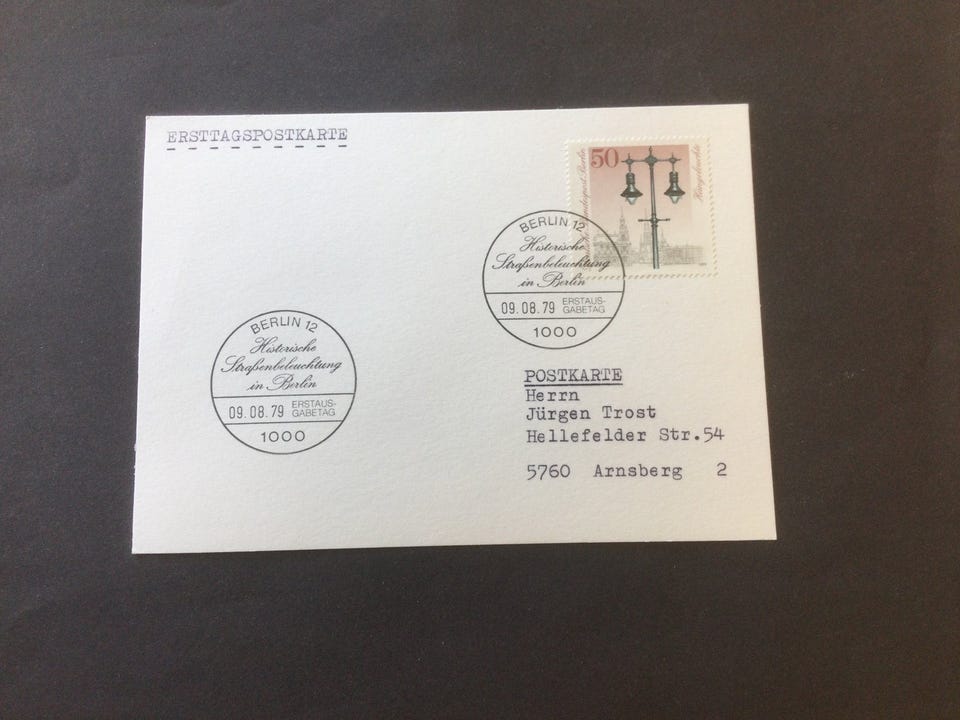 ERSTTAGSPOSTKARTE
50
Bundespost Berlin
Hängeleuchte
BERLIN 12
Historische
Straßenbeleuchtung
in Berlin
09.08.79 ERSTAUS-
GABETAG
1000
BERLIN 12
Historische
Straßenbeleuchtung
in Berlin
09.08.79 ERSTAUS-
GABETAG
1000
POSTKARTE
Herrn
Jürgen Trost
Hellefelder Str.54
5760 Arnsberg 2